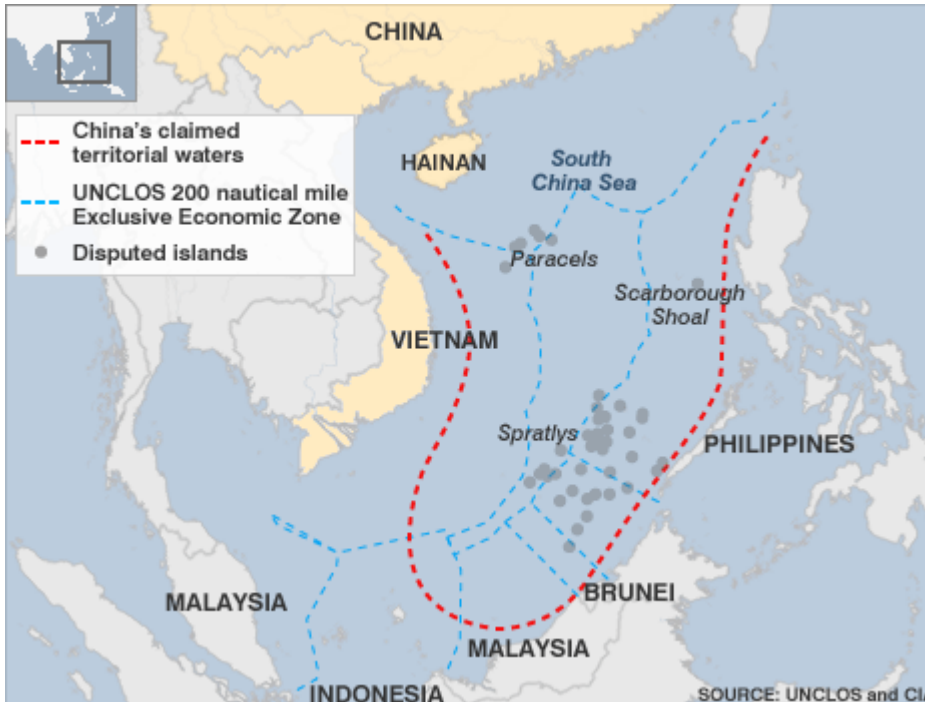 CHINA
China's claimed
territorial waters
UNCLOS 200 nautical mile
Exclusive Economic Zone
Disputed islands
HAINAN
South
China Sea
Paracels
Scarborough
Shoal
VIETNAM
Spratlys
PHILIPPINES
BRUNEI
MALAYSIA
MALAYSIA
INDONESIA
SOURCE: UNCLOS and CIA